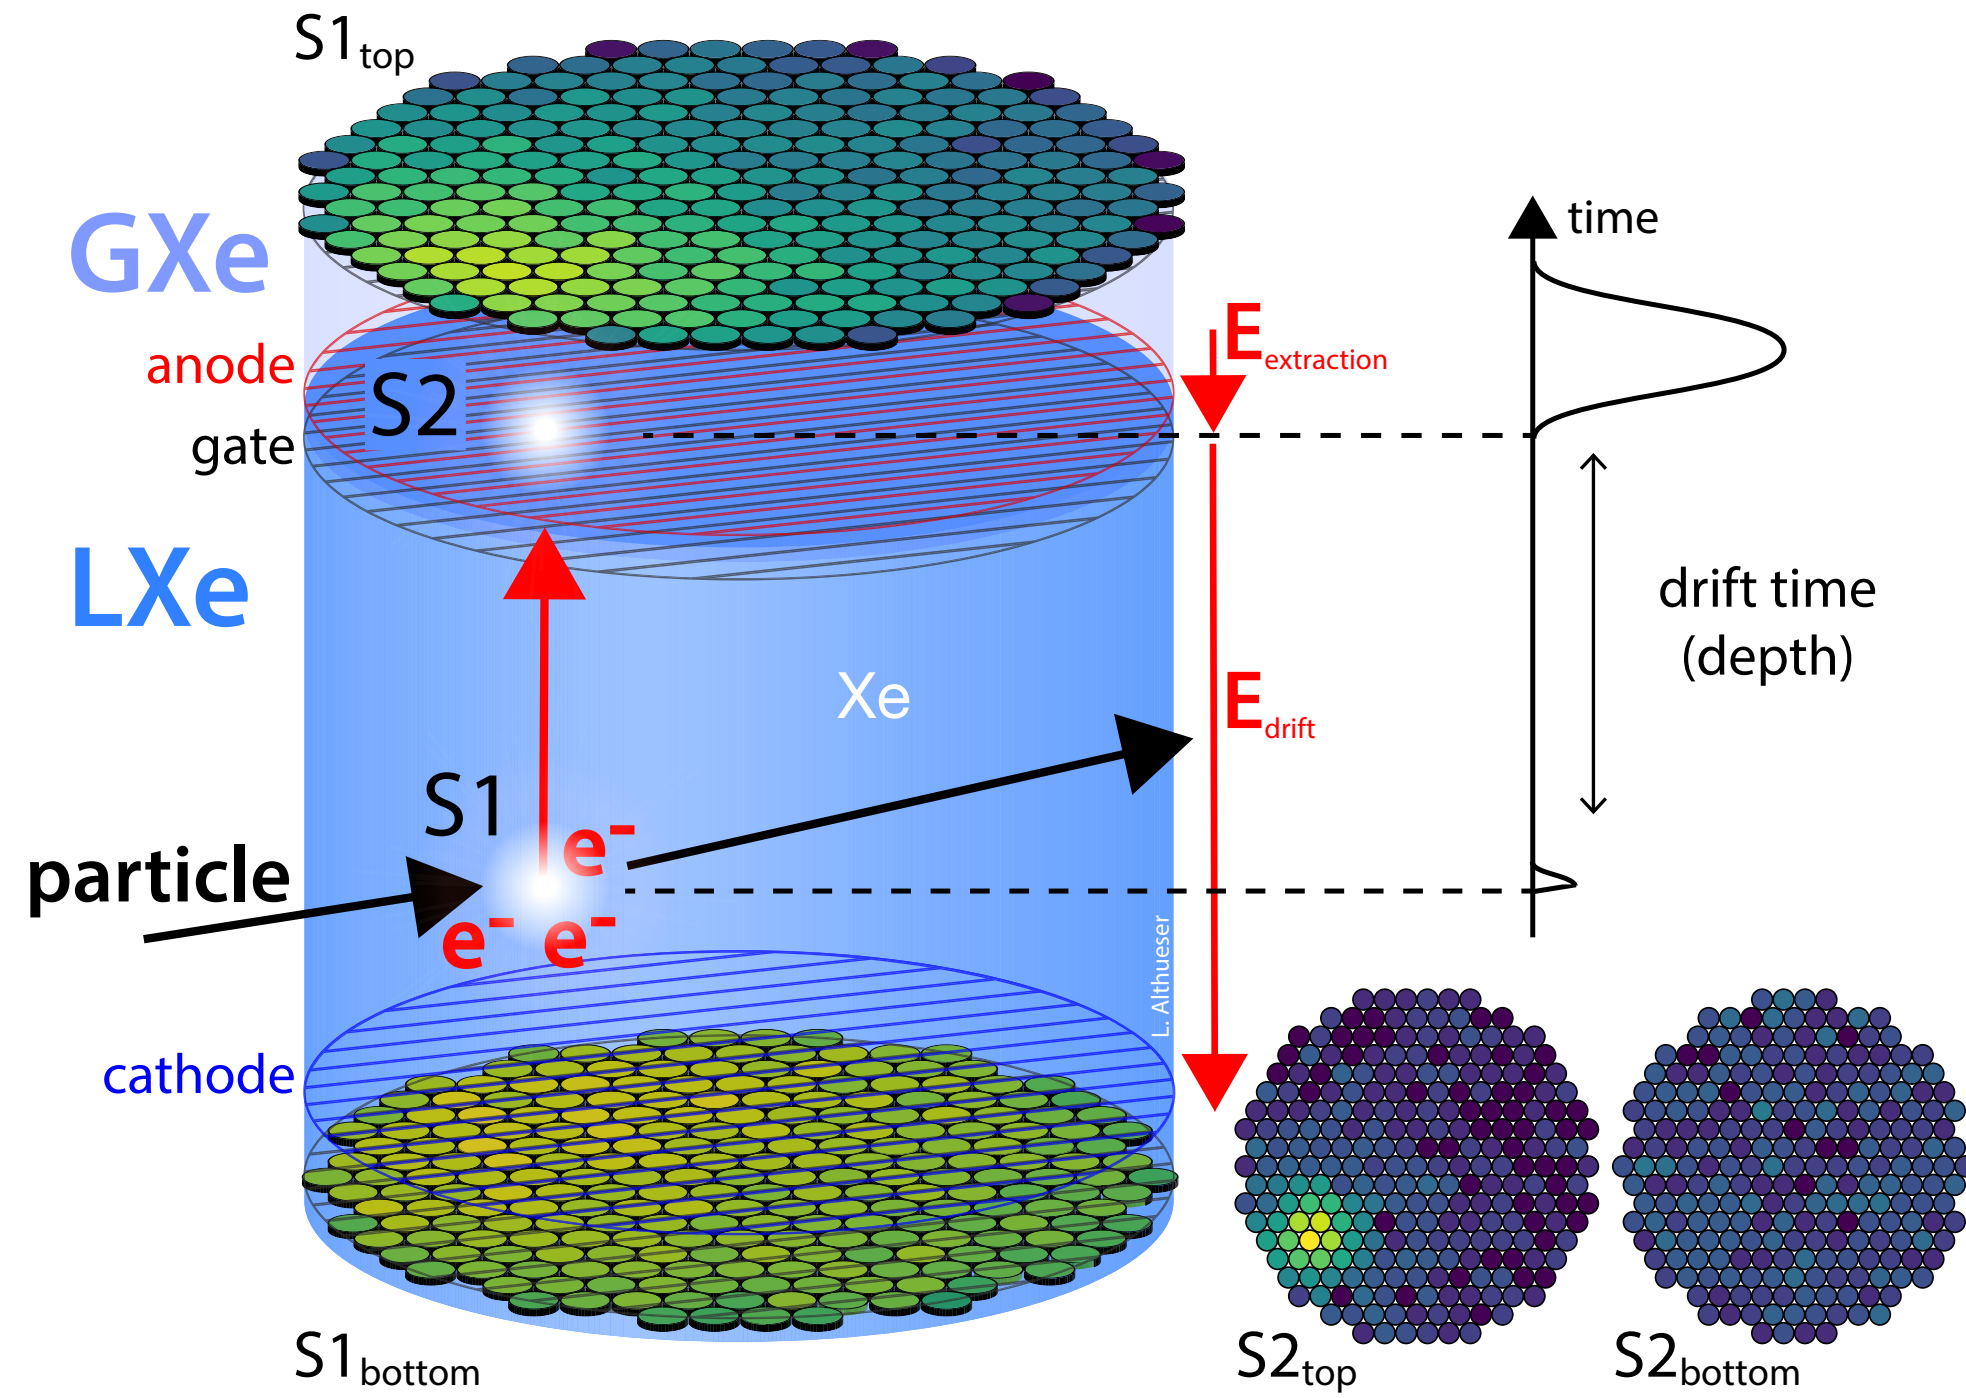 S1top
GXe
time
anode
Eextraction
S2
gate
LXe
drift time
(depth)
Xe
Edrift
S1
e-
particle
e- e-
L. Althueser
cathode
S1bottom
S2top
S2bottom